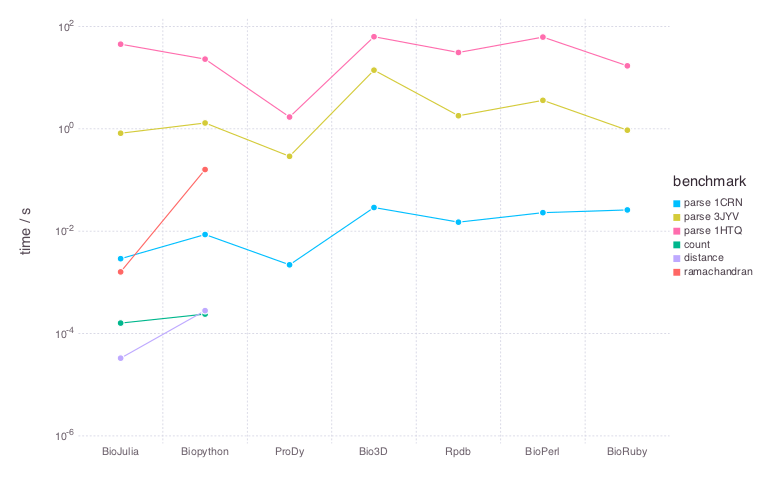 10^2
10^0
10^-2
10^-4
10^-6
time / s
BioJulia Biopython ProDy Bio3D Rpdb BioPerl BioRuby
benchmark
parse 1CRN
parse 3JYV
parse 1HTQ
count
distance
ramachandran